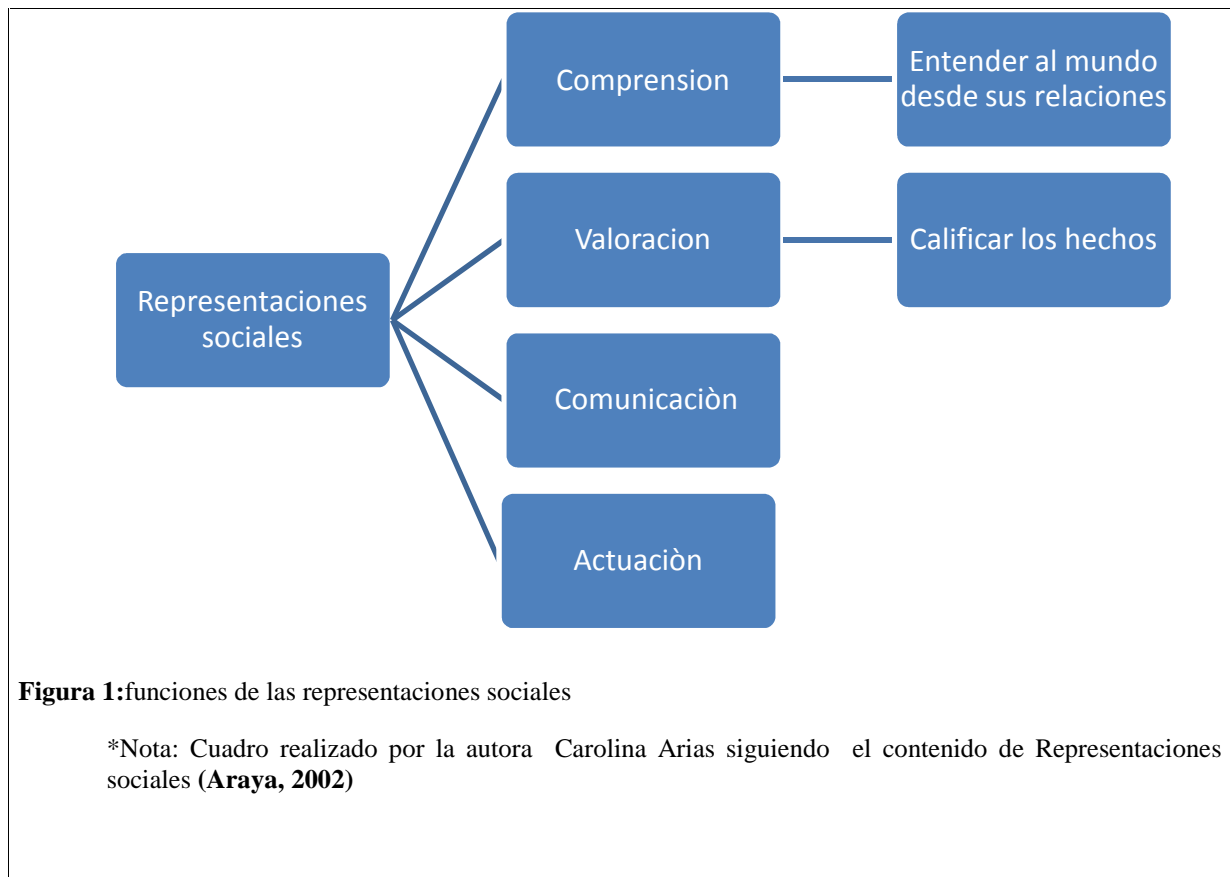 Representaciones
sociales
Comprension
Entender al mundo
desde sus relaciones
Valoracion
Calificar los hechos
Comunicaciòn
Actuaciòn
Figura 1:funciones de las representaciones sociales
*Nota: Cuadro realizado por la autora Carolina Arias siguiendo el contenido de Representaciones
sociales (Araya, 2002)